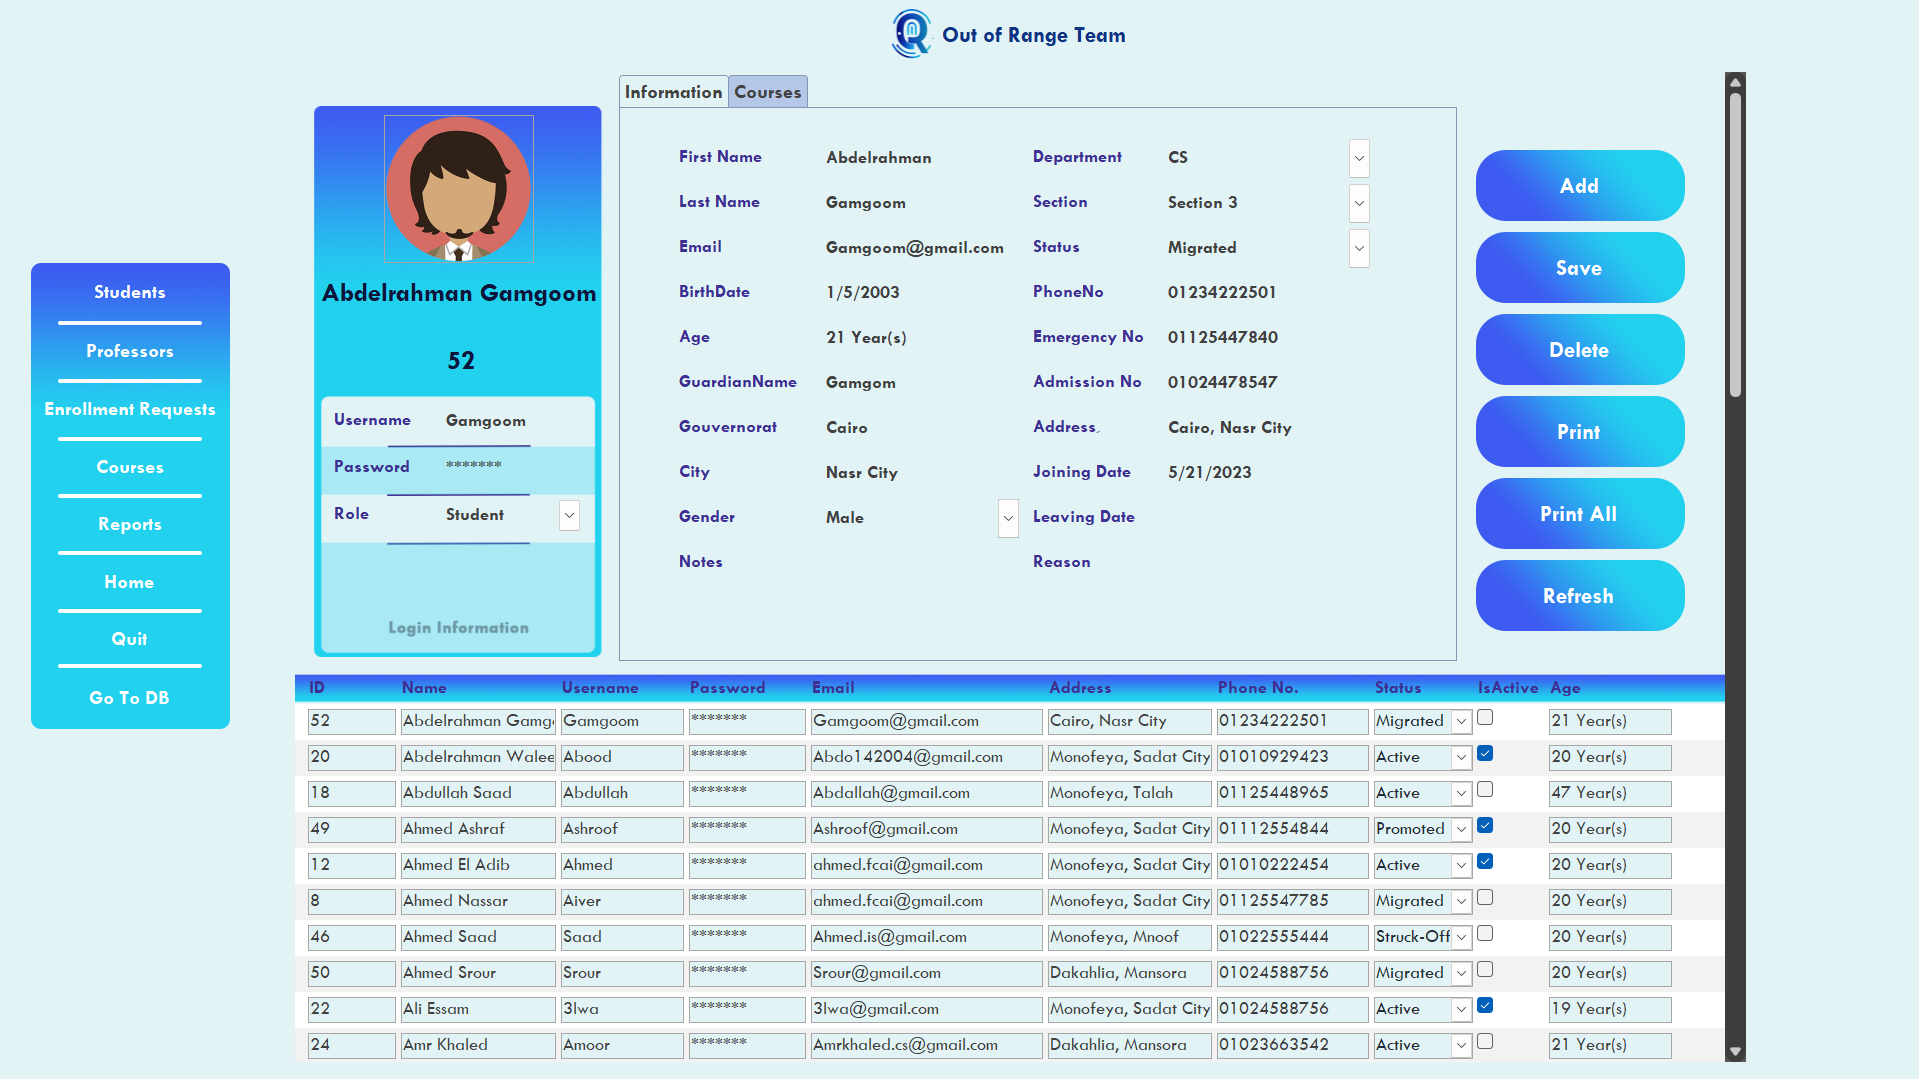 Out of Range Team
Information Courses
Students
Professors
Enrollment Requests
Courses
Reports
Home
Quit
Go To DB
Abdelrahman Gamgoom
52
Username Gamgoom
Password *******
Role Student
Login Information
First Name Abdelrahman Department CS
Last Name Gamgoom Section Section 3
Email Gamgoom@gmail.com Status Migrated
BirthDate 1/5/2003 PhoneNo 01234222501
Age 21 Year(s) Emergency No 01125447840
GuardianName Gamgom Admission No 01024478547
Gouvernorat Cairo Address Cairo, Nasr City
City Nasr City Joining Date 5/21/2023
Gender Male Leaving Date
Notes Reason
Add
Save
Delete
Print
Print All
Refresh
ID Name Username Password Email Address Phone No. Status IsActive Age
52 Abdelrahman Gamg Gamgoom ******* Gamgoom@gmail.com Cairo, Nasr City 01234222501 Migrated 21 Year(s)
20 Abdelrahman Walee Abood ******* Abdo142004@gmail.com Monofeya, Sadat City 01010929423 Active 20 Year(s)
18 Abdullah Saad Abdullah ******* Abdallah@gmail.com Monofeya, Talah 01125448965 Active 47 Year(s)
49 Ahmed Ashraf Ashroof ******* Ashroof@gmail.com Monofeya, Sadat City 01112554844 Promoted 20 Year(s)
12 Ahmed El Adib Ahmed ******* ahmed.fcai@gmail.com Monofeya, Sadat City 01010222454 Active 20 Year(s)
8 Ahmed Nassar Aiver ******* ahmed.fcai@gmail.com Monofeya, Sadat City 01125547785 Migrated 20 Year(s)
46 Ahmed Saad Saad ******* Ahmed.is@gmail.com Monofeya, Mnoof 01022555444 Struck-Off 20 Year(s)
50 Ahmed Srour Srour ******* Srour@gmail.com Dakahlia, Mansora 01024588756 Migrated 20 Year(s)
22 Ali Essam 3lwa ******* 3lwa@gmail.com Monofeya, Sadat City 01024588756 Active 19 Year(s)
24 Amr Khaled Amoor ******* Amrkhaled.cs@gmail.com Dakahlia, Mansora 01023663542 Active 21 Year(s)